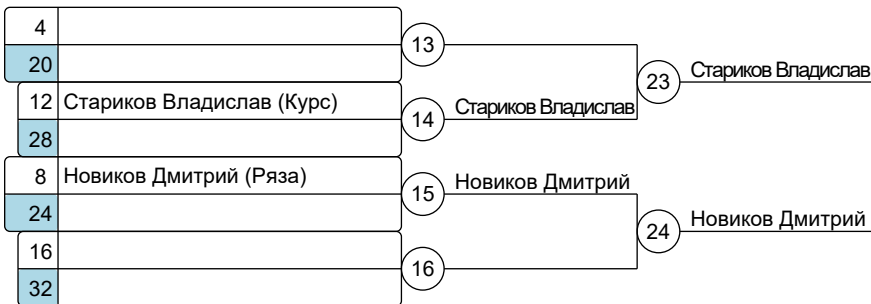 4
13
20
23 Стариков Владислав
12 Стариков Владислав (Курс)
14 Стариков Владислав
28
8 Новиков Дмитрий (Ряза)
15 Новиков Дмитрий
24
24 Новиков Дмитрий
16
16
32